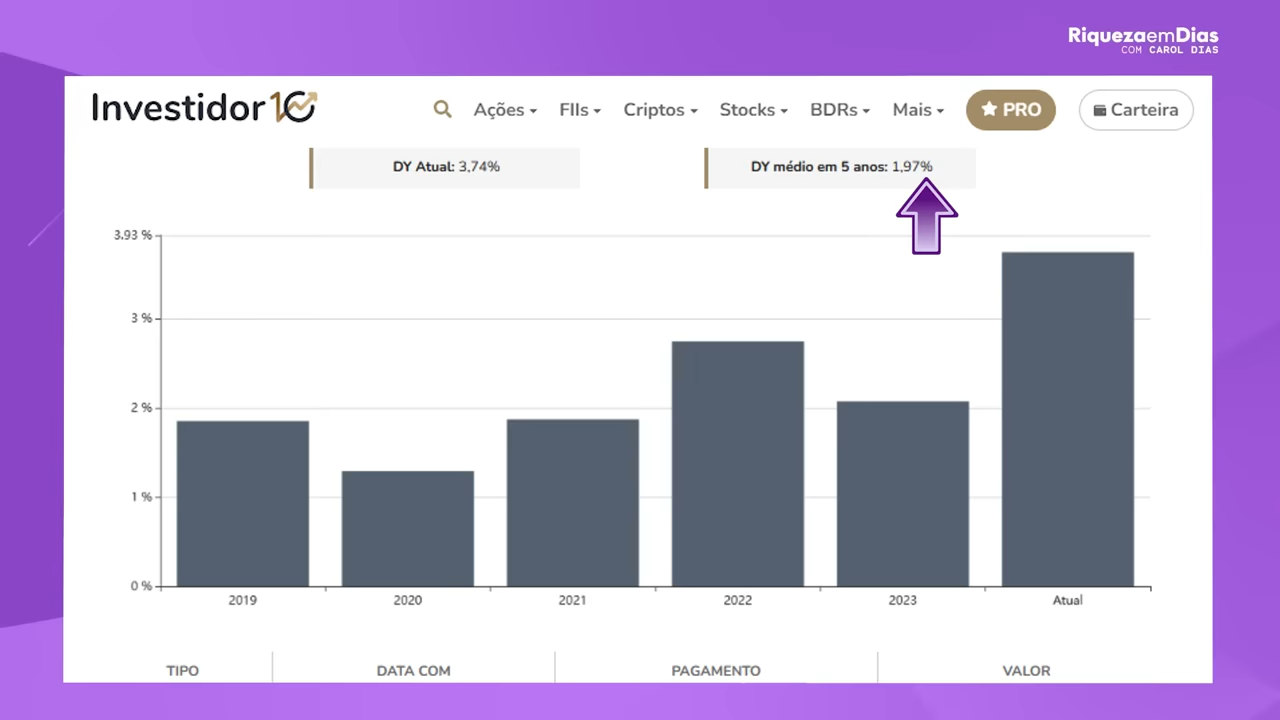 RiquezaemDias
COM CAROL DIAS
Investidor 10
Ações
FIIs
Criptos
Stocks
BDRs
Mais
PRO
Carteira
DY Atual: 3,74%
DY médio em 5 anos: 1,97%
3,93 %
3 %
2 %
1 %
0 %
2019
2020
2021
2022
2023
Atual
TIPO
DATA COM
PAGAMENTO
VALOR